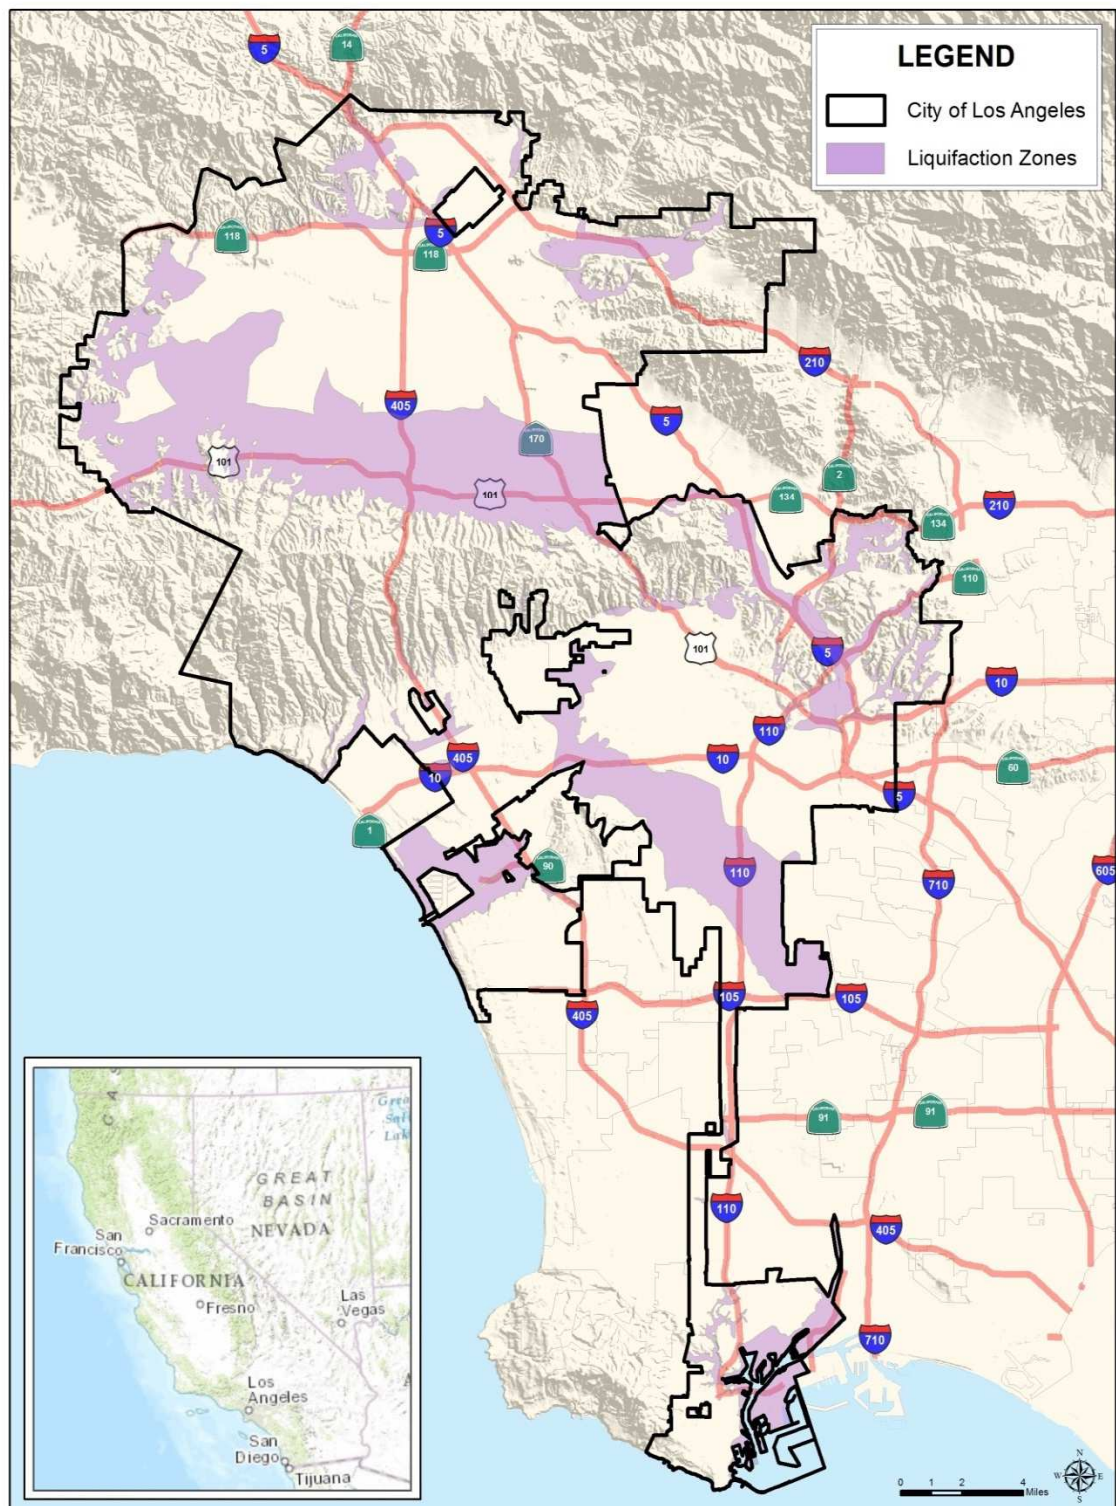 LEGEND
City of Los Angeles
Liquifaction Zones
5
14
118
5
118
210
405
5
170
101
101
2
134
210
134
110
101
5
10
110
405
10
10
60
5
1
90
110
710
605
105
105
405
91
91
110
405
710
GREAT
BASIN
NEVADA
Sacramento
San
Francisco
CALIFORNIA
Fresno
Las
Vegas
Los
Angeles
San
Diego
Tijuana
N
W E
S
0 1 2 4
Miles